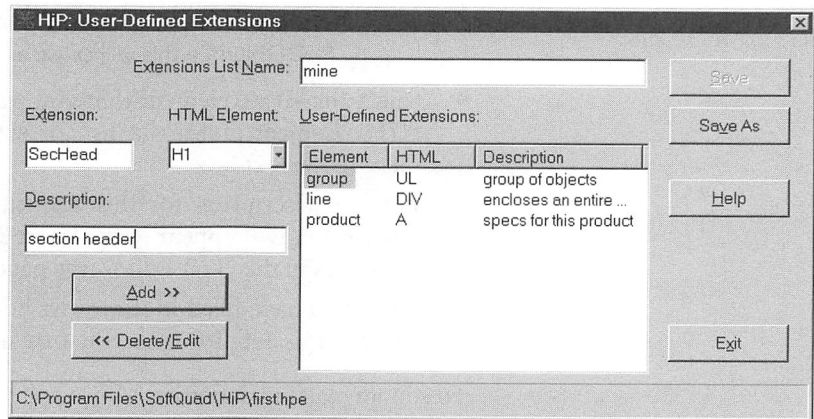 HiP: User-Defined Extensions
Extensions List Name: mine
Save
Extension: HTML Element: User-Defined Extensions:
Save As
SecHead H1
Element HTML Description
group UL group of objects
line DIV encloses an entire ...
product A specs for this product
Description:
Help
section header
Add >>
<< Delete/Edit
Exit
C:\Program Files\SoftQuad\HiP\first.hpe